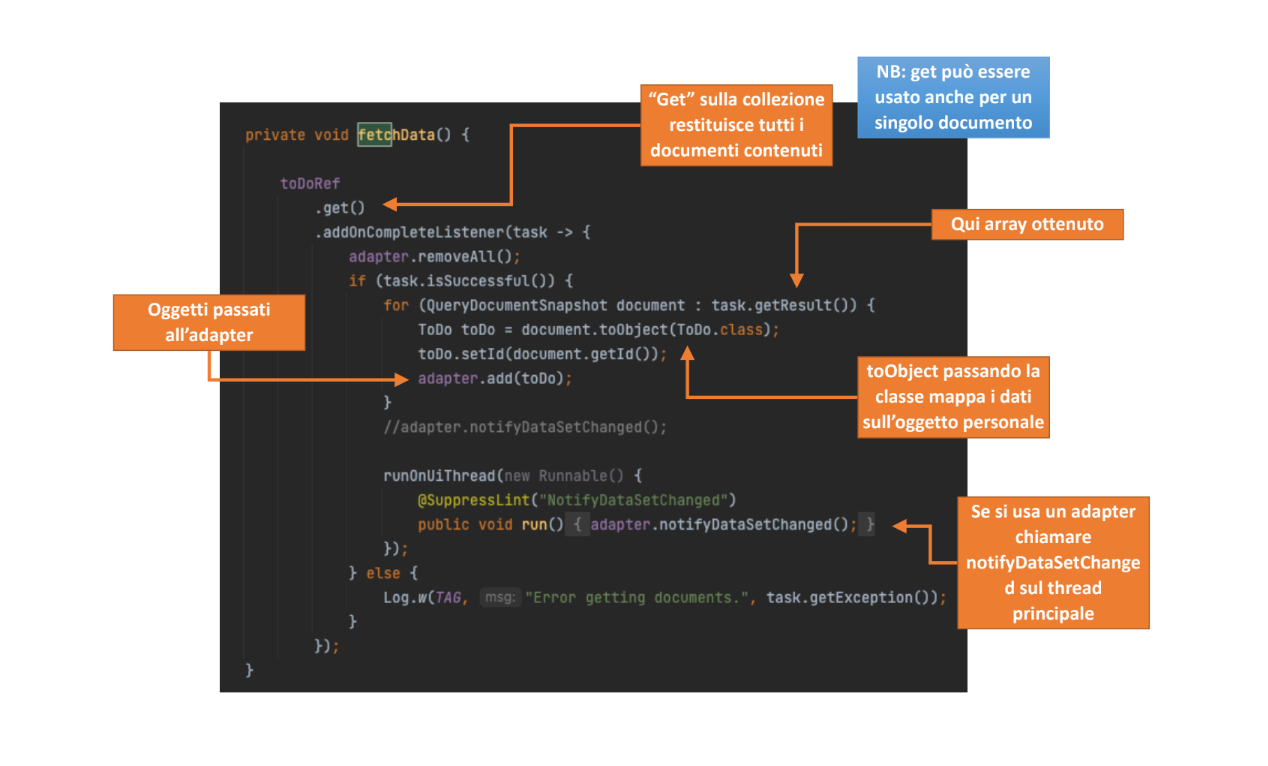 NB: get può essere
usato anche per un
singolo documento
“Get” sulla collezione
restituisce tutti i
documenti contenuti
private void fetchData() {
toDoRef
.get()
.addOnCompleteListener(task -> {
adapter.removeAll();
if (task.isSuccessful()) {
for (QueryDocumentSnapshot document : task.getResult()) {
ToDo toDo = document.toObject(ToDo.class);
toDo.setId(document.getId());
adapter.add(toDo);
}
//adapter.notifyDataSetChanged();
runOnUiThread(new Runnable() {
@SuppressLint("NotifyDataSetChanged")
public void run() { adapter.notifyDataSetChanged(); }
});
} else {
Log.w(TAG, msg: "Error getting documents.", task.getException());
}
});
}
Qui array ottenuto
Oggetti passati
all’adapter
toObject passando la
classe mappa i dati
sull’oggetto personale
Se si usa un adapter
chiamare
notifyDataSetChange
d sul thread
principale